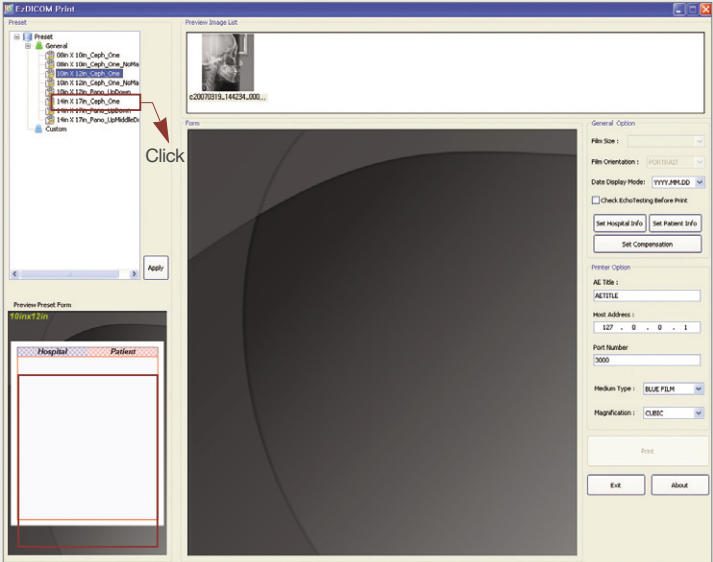 EzDICOM Print
Preset
Preset
General
08in X 10in_Ceph_One
08in X 10in_Ceph_One_NoMa
10in X 12in_Ceph_One
10in X 12in_Ceph_One_NoMa
10in X 12in_Pano_UpDown
14in X 17in_Ceph_One
14in X 17in_Pano_UpDown
14in X 17in_Pano_UpMiddleDo
Custom
Click
Apply
Preview Preset Form
10inx12in
Hospital Patient
Preview Image List
c20070319_144234_000,...
Form
General Option
Film Size :
Film Orientation : PORTRAIT
Date Display Mode: YYYY.MM.DD
Check EchoTesting Before Print
Set Hospital Info Set Patient Info
Set Compensation
Printer Option
AE Title :
AETITLE
Host Address :
127 . 0 . 0 . 1
Port Number
3000
Medium Type : BLUE FILM
Magnification : CUBIC
Print
Exit About